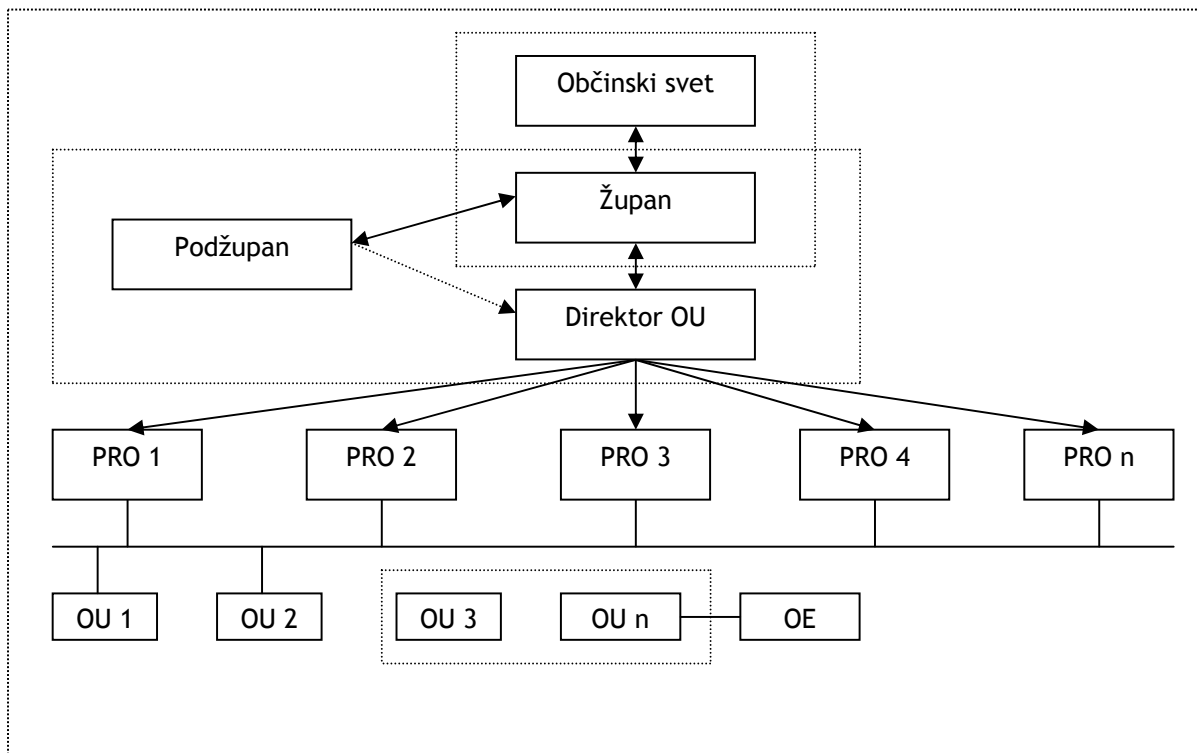 Občinski svet
Župan
Podžupan
Direktor OU
PRO 1
PRO 2
PRO 3
PRO 4
PRO n
OU 1
OU 2
OU 3
OU n
OE